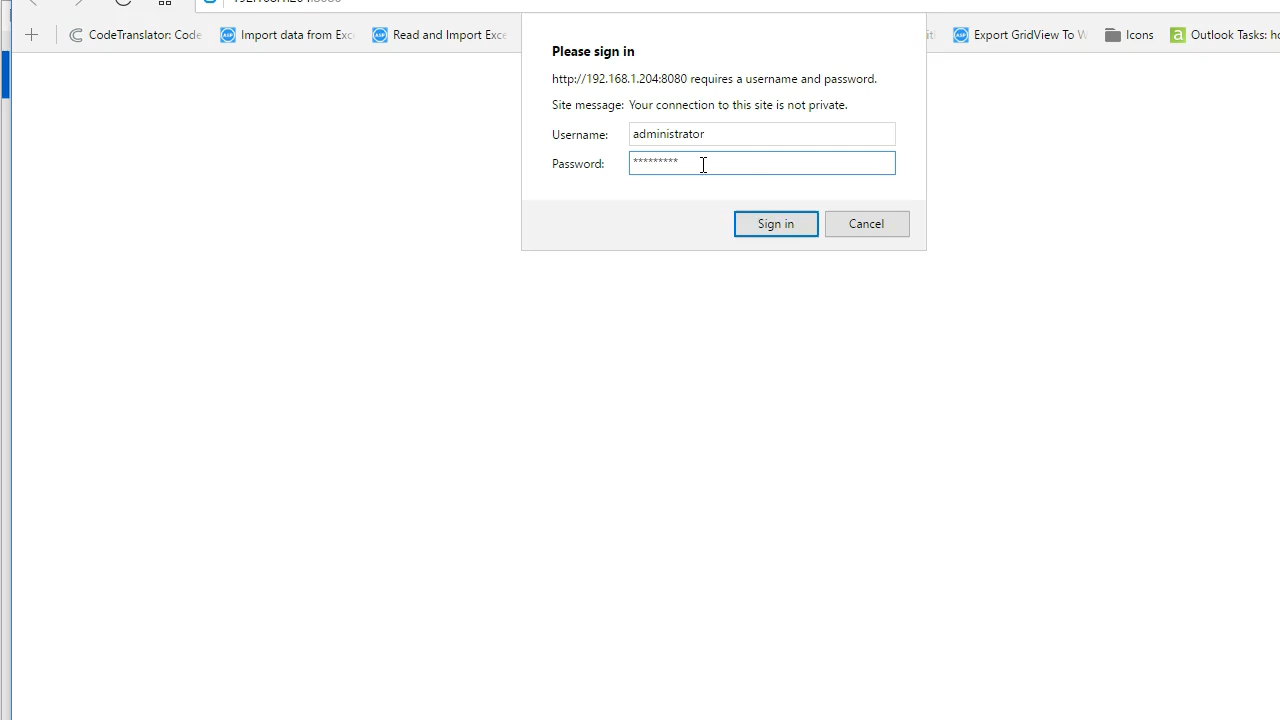 CodeTranslator: Code
Import data from Exc
Read and Import Exce
Export GridView To W
Icons
Outlook Tasks: ho
Please sign in
http://192.168.1.204:8080 requires a username and password.
Site message: Your connection to this site is not private.
Username: administrator
Password: *********
Sign in
Cancel